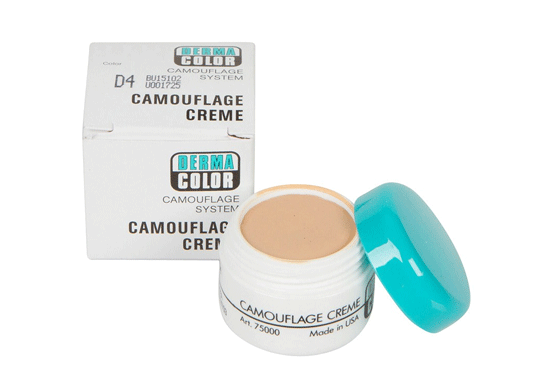 Color
D4
BU15102
U001725
DERMA
COLOR
CAMOUFLAGE
SYSTEM
CAMOUFLAGE
CREME
DERMA
COLOR
CAMOUFLAGE
SYSTEM
CAMOUFLAGE
CREME
CAMOUFLAGE CREME
Art. 75000 Made in USA